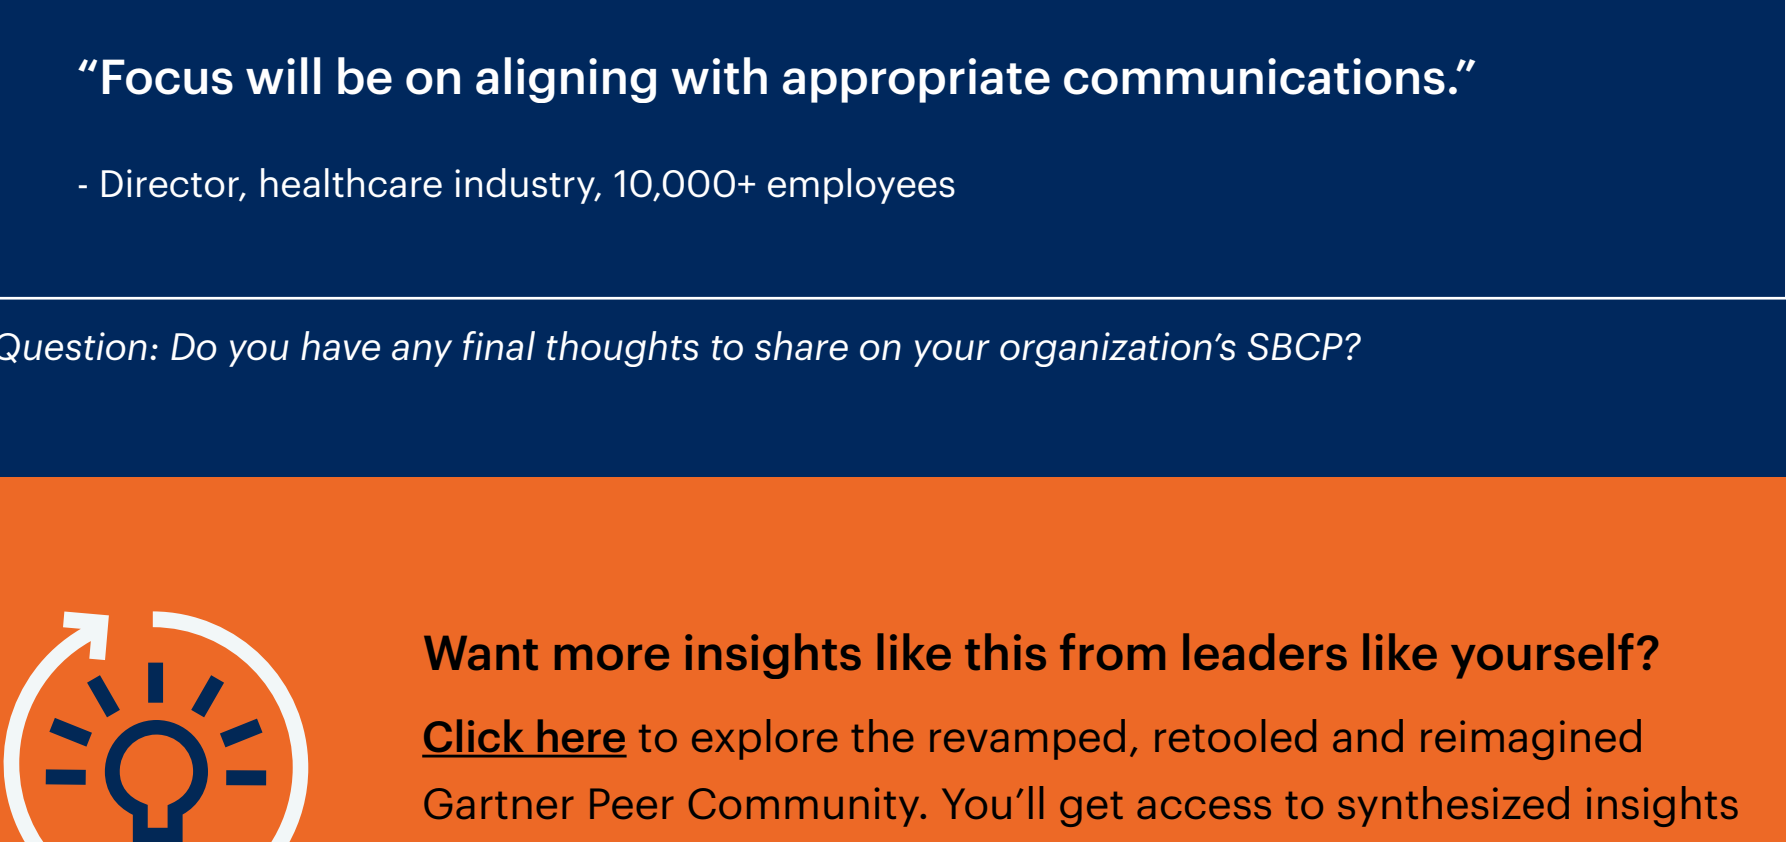 “Focus will be on aligning with appropriate communications.”
- Director, healthcare industry, 10,000+ employees
Question: Do you have any final thoughts to share on your organization’s SBCP?
Want more insights like this from leaders like yourself?
Click here to explore the revamped, retooled and reimagined
Gartner Peer Community. You’ll get access to synthesized insights